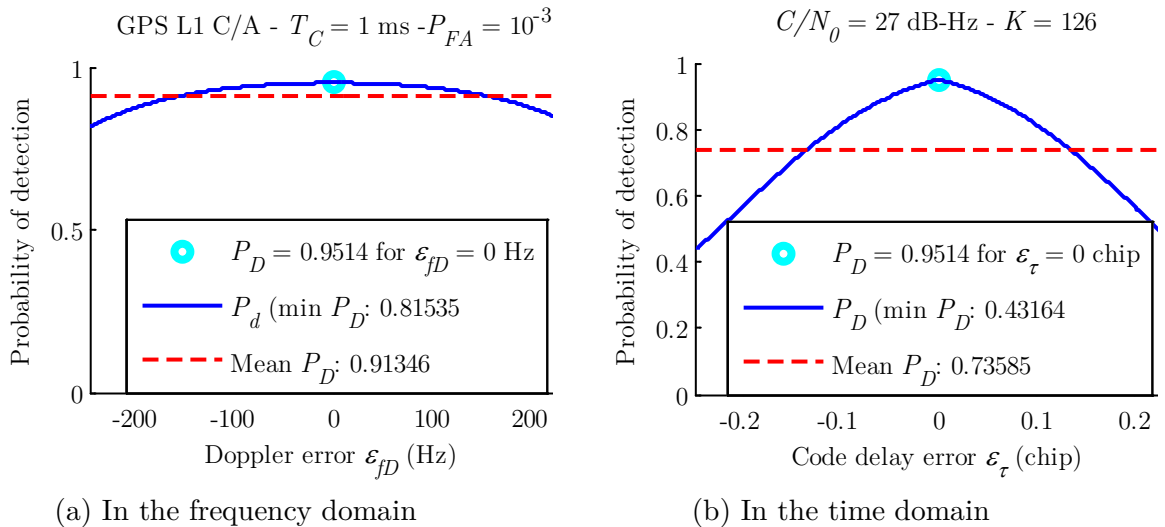 GPS L1 C/A - T_C = 1 ms -P_FA = 10^-3
Probability of detection
1
0.5
0
P_D = 0.9514 for ε_fD = 0 Hz
P_d (min P_D: 0.81535
Mean P_D: 0.91346
-200 -100 0 100 200
Doppler error ε_fD (Hz)
(a) In the frequency domain
C/N_0 = 27 dB-Hz - K = 126
Probability of detection
1
0.8
0.6
0.4
0.2
0
P_D = 0.9514 for ε_τ = 0 chip
P_D (min P_D: 0.43164
Mean P_D: 0.73585
-0.2 -0.1 0 0.1 0.2
Code delay error ε_τ (chip)
(b) In the time domain